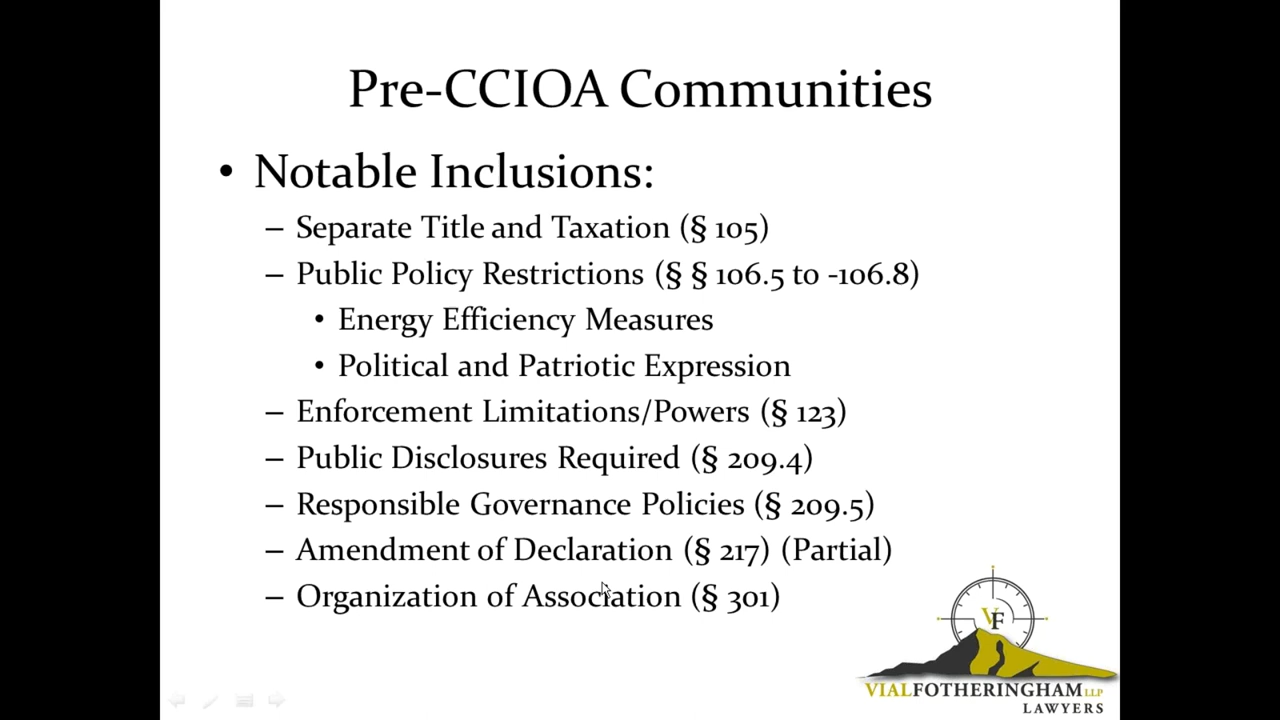 Pre-CCIOA Communities
• Notable Inclusions:
– Separate Title and Taxation (§ 105)
– Public Policy Restrictions (§ § 106.5 to -106.8)
• Energy Efficiency Measures
• Political and Patriotic Expression
– Enforcement Limitations/Powers (§ 123)
– Public Disclosures Required (§ 209.4)
– Responsible Governance Policies (§ 209.5)
– Amendment of Declaration (§ 217) (Partial)
– Organization of Association (§ 301)
VF
VIALFOTHERINGHAM LLP
LAWYERS